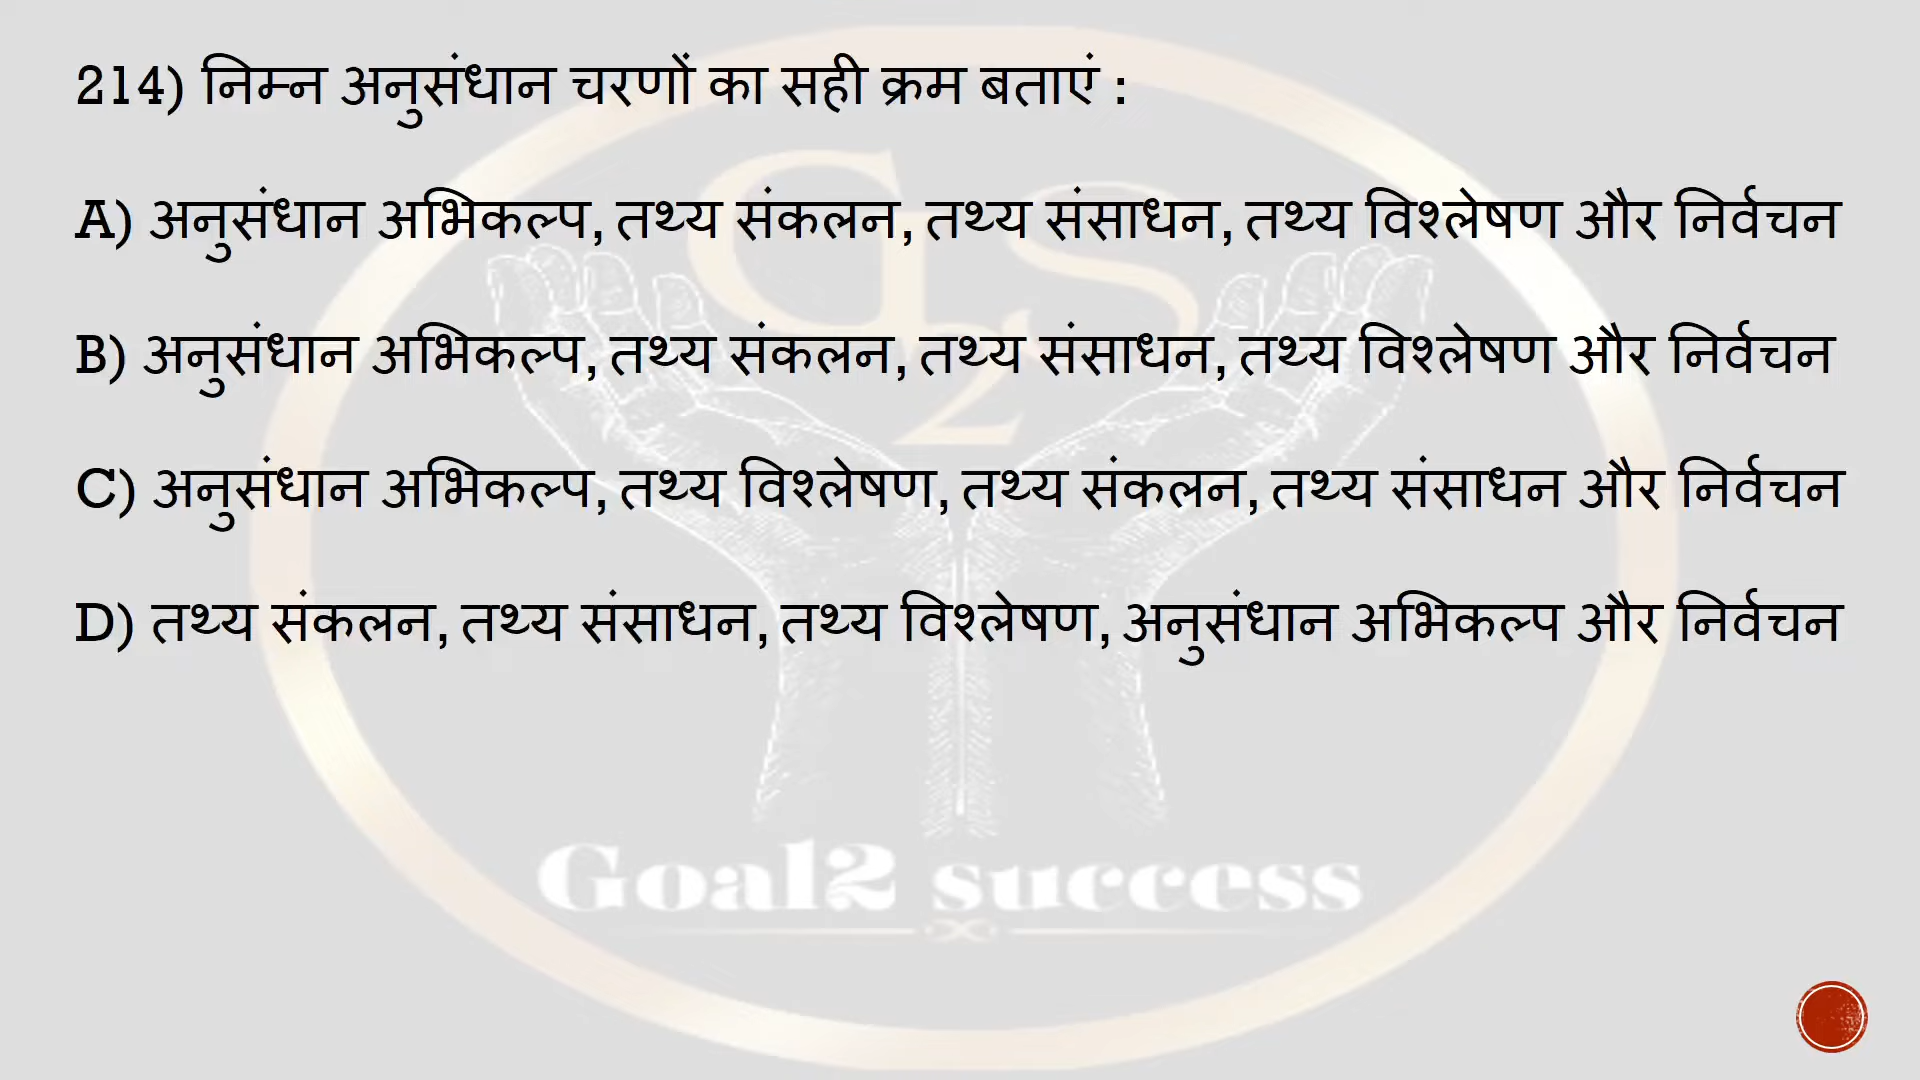 214) निम्न अनुसंधान चरणों का सही क्रम बताएं :
A) अनुसंधान अभिकल्प, तथ्य संकलन, तथ्य संसाधन, तथ्य विश्लेषण और निर्वचन
B) अनुसंधान अभिकल्प, तथ्य संकलन, तथ्य संसाधन, तथ्य विश्लेषण और निर्वचन
C) अनुसंधान अभिकल्प, तथ्य विश्लेषण, तथ्य संकलन, तथ्य संसाधन और निर्वचन
D) तथ्य संकलन, तथ्य संसाधन, तथ्य विश्लेषण, अनुसंधान अभिकल्प और निर्वचन
G2S
Goal2 success